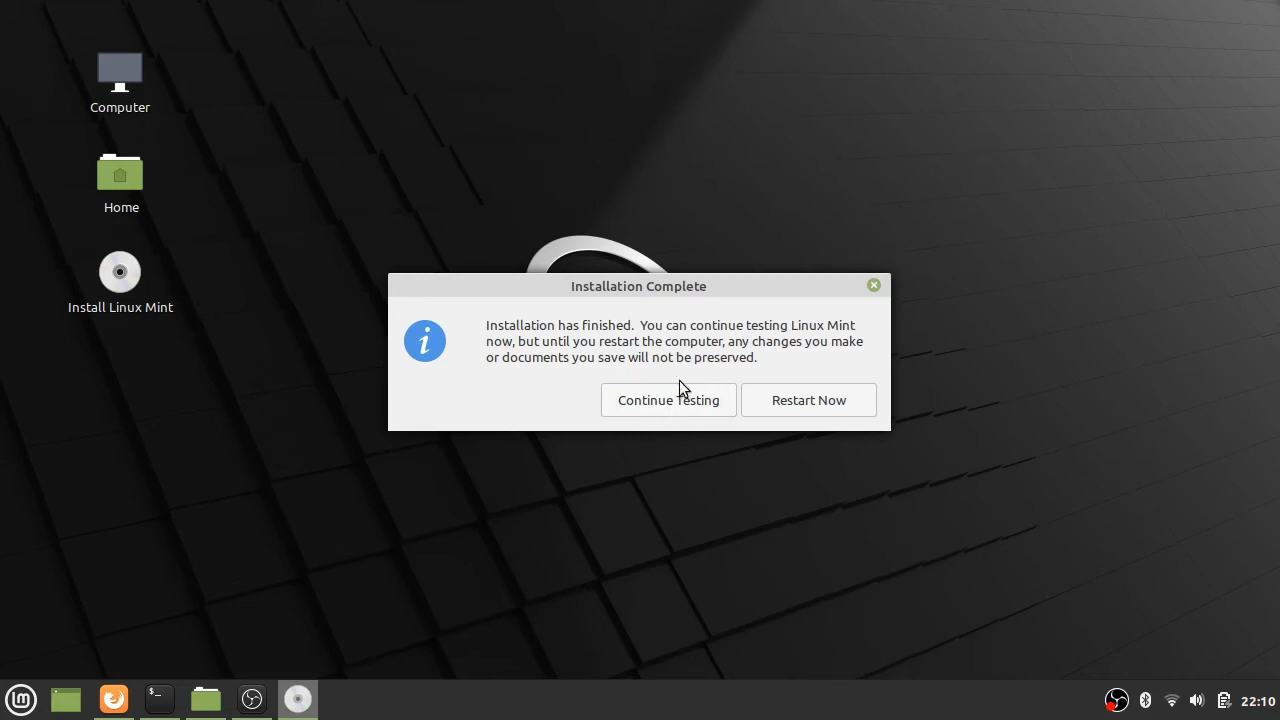 Computer
Home
Install Linux Mint
Installation Complete
Installation has finished.  You can continue testing Linux Mint
now, but until you restart the computer, any changes you make
or documents you save will not be preserved.
Continue Testing
Restart Now
$_
22:10